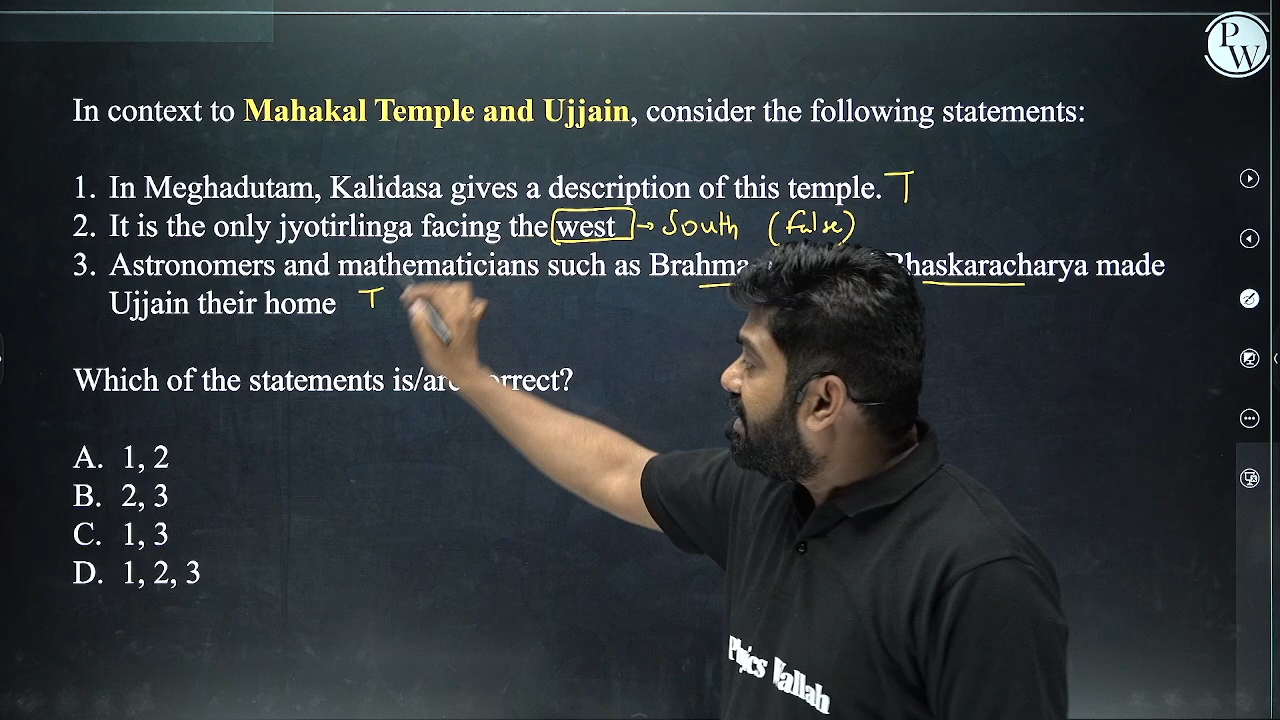 PW
In context to Mahakal Temple and Ujjain, consider the following statements:
1. In Meghadutam, Kalidasa gives a description of this temple. T
2. It is the only jyotirlinga facing the west → South (false)
3. Astronomers and mathematicians such as Bhaskaracharya made
Ujjain their home T
Which of the statements is/are correct?
A. 1, 2
B. 2, 3
C. 1, 3
D. 1, 2, 3
Physics Wallah